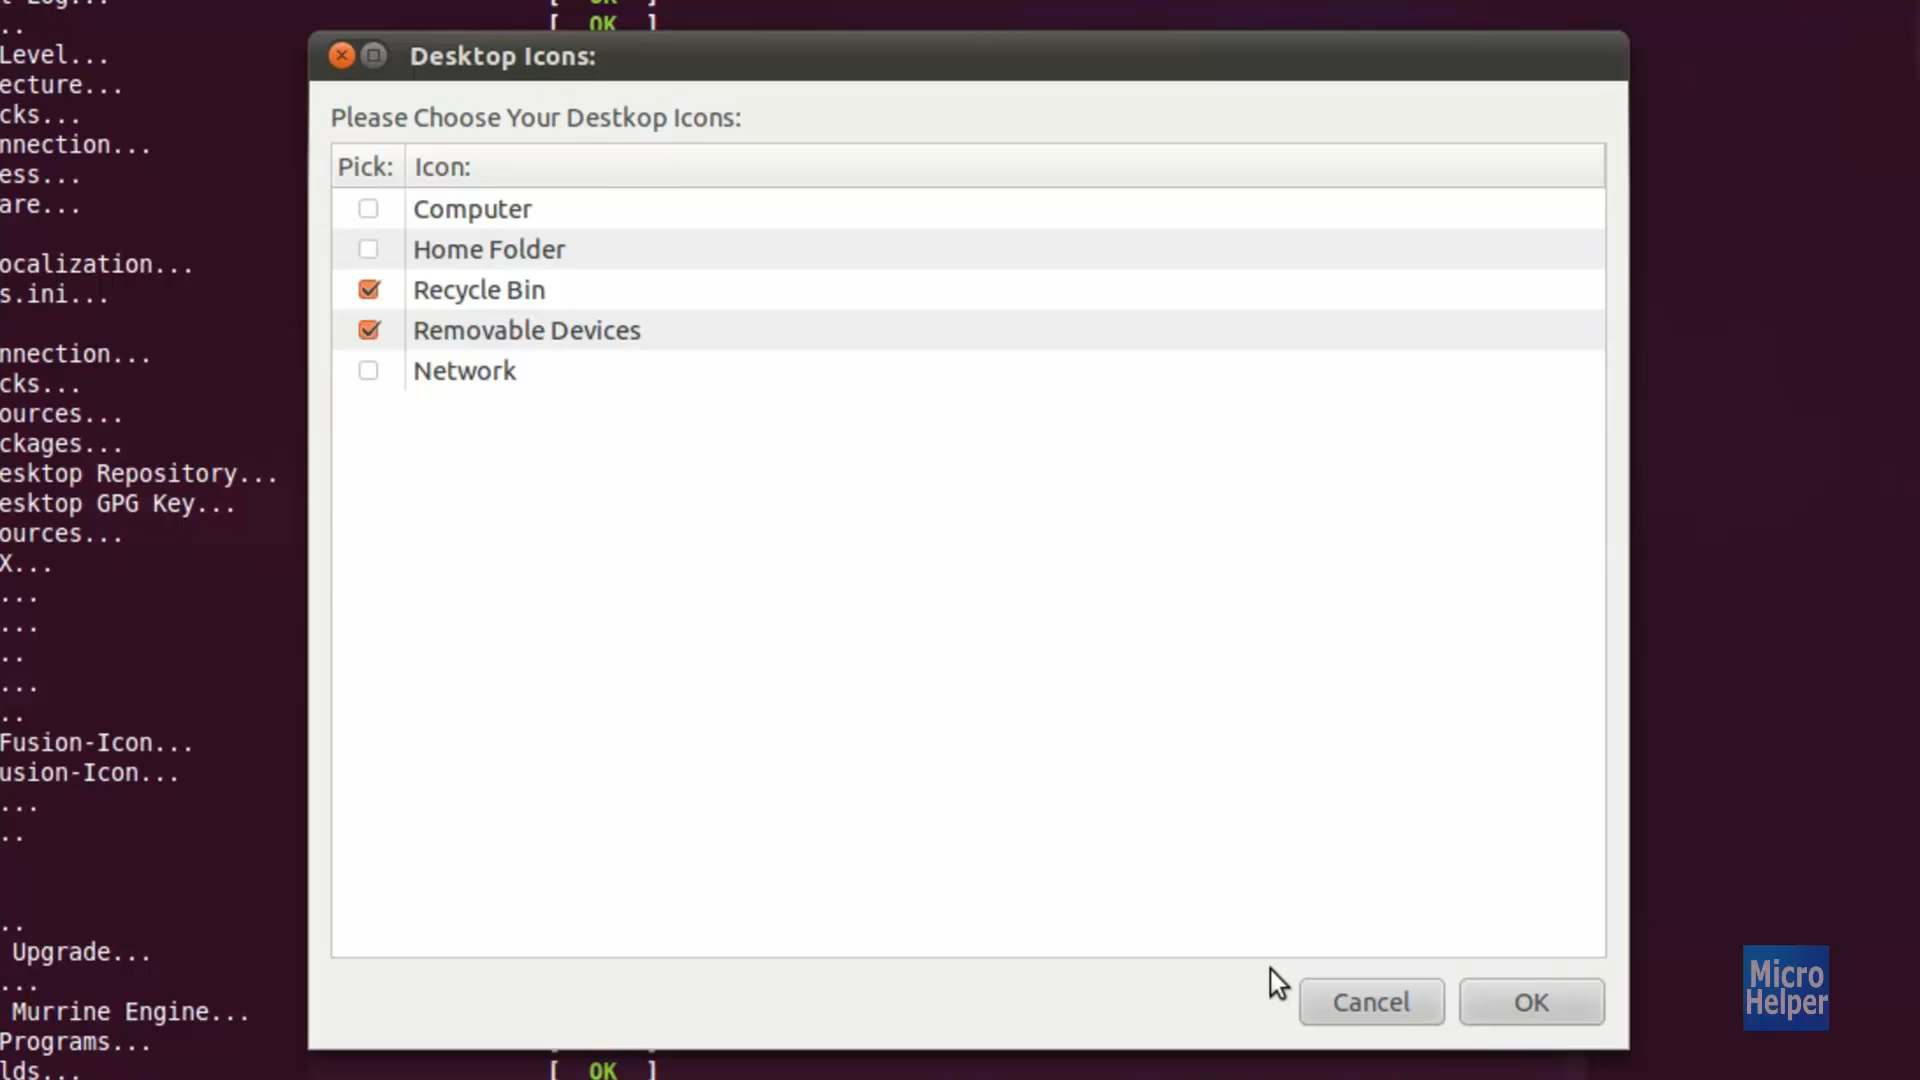 [ OK ]
...
Level...
ecture...
cks...
nnection...
ess...
are...
ocalization...
s.ini...
nnection...
cks...
ources...
ckages...
esktop Repository...
esktop GPG Key...
ources...
X...
...
...
..
...
..
Fusion-Icon...
usion-Icon...
...
..
..
Upgrade...
...
Murrine Engine...
Programs...
lds...
[ OK ]
Desktop Icons:
Please Choose Your Destkop Icons:
Pick: Icon:
Computer
Home Folder
Recycle Bin
Removable Devices
Network
Cancel OK
Micro
Helper